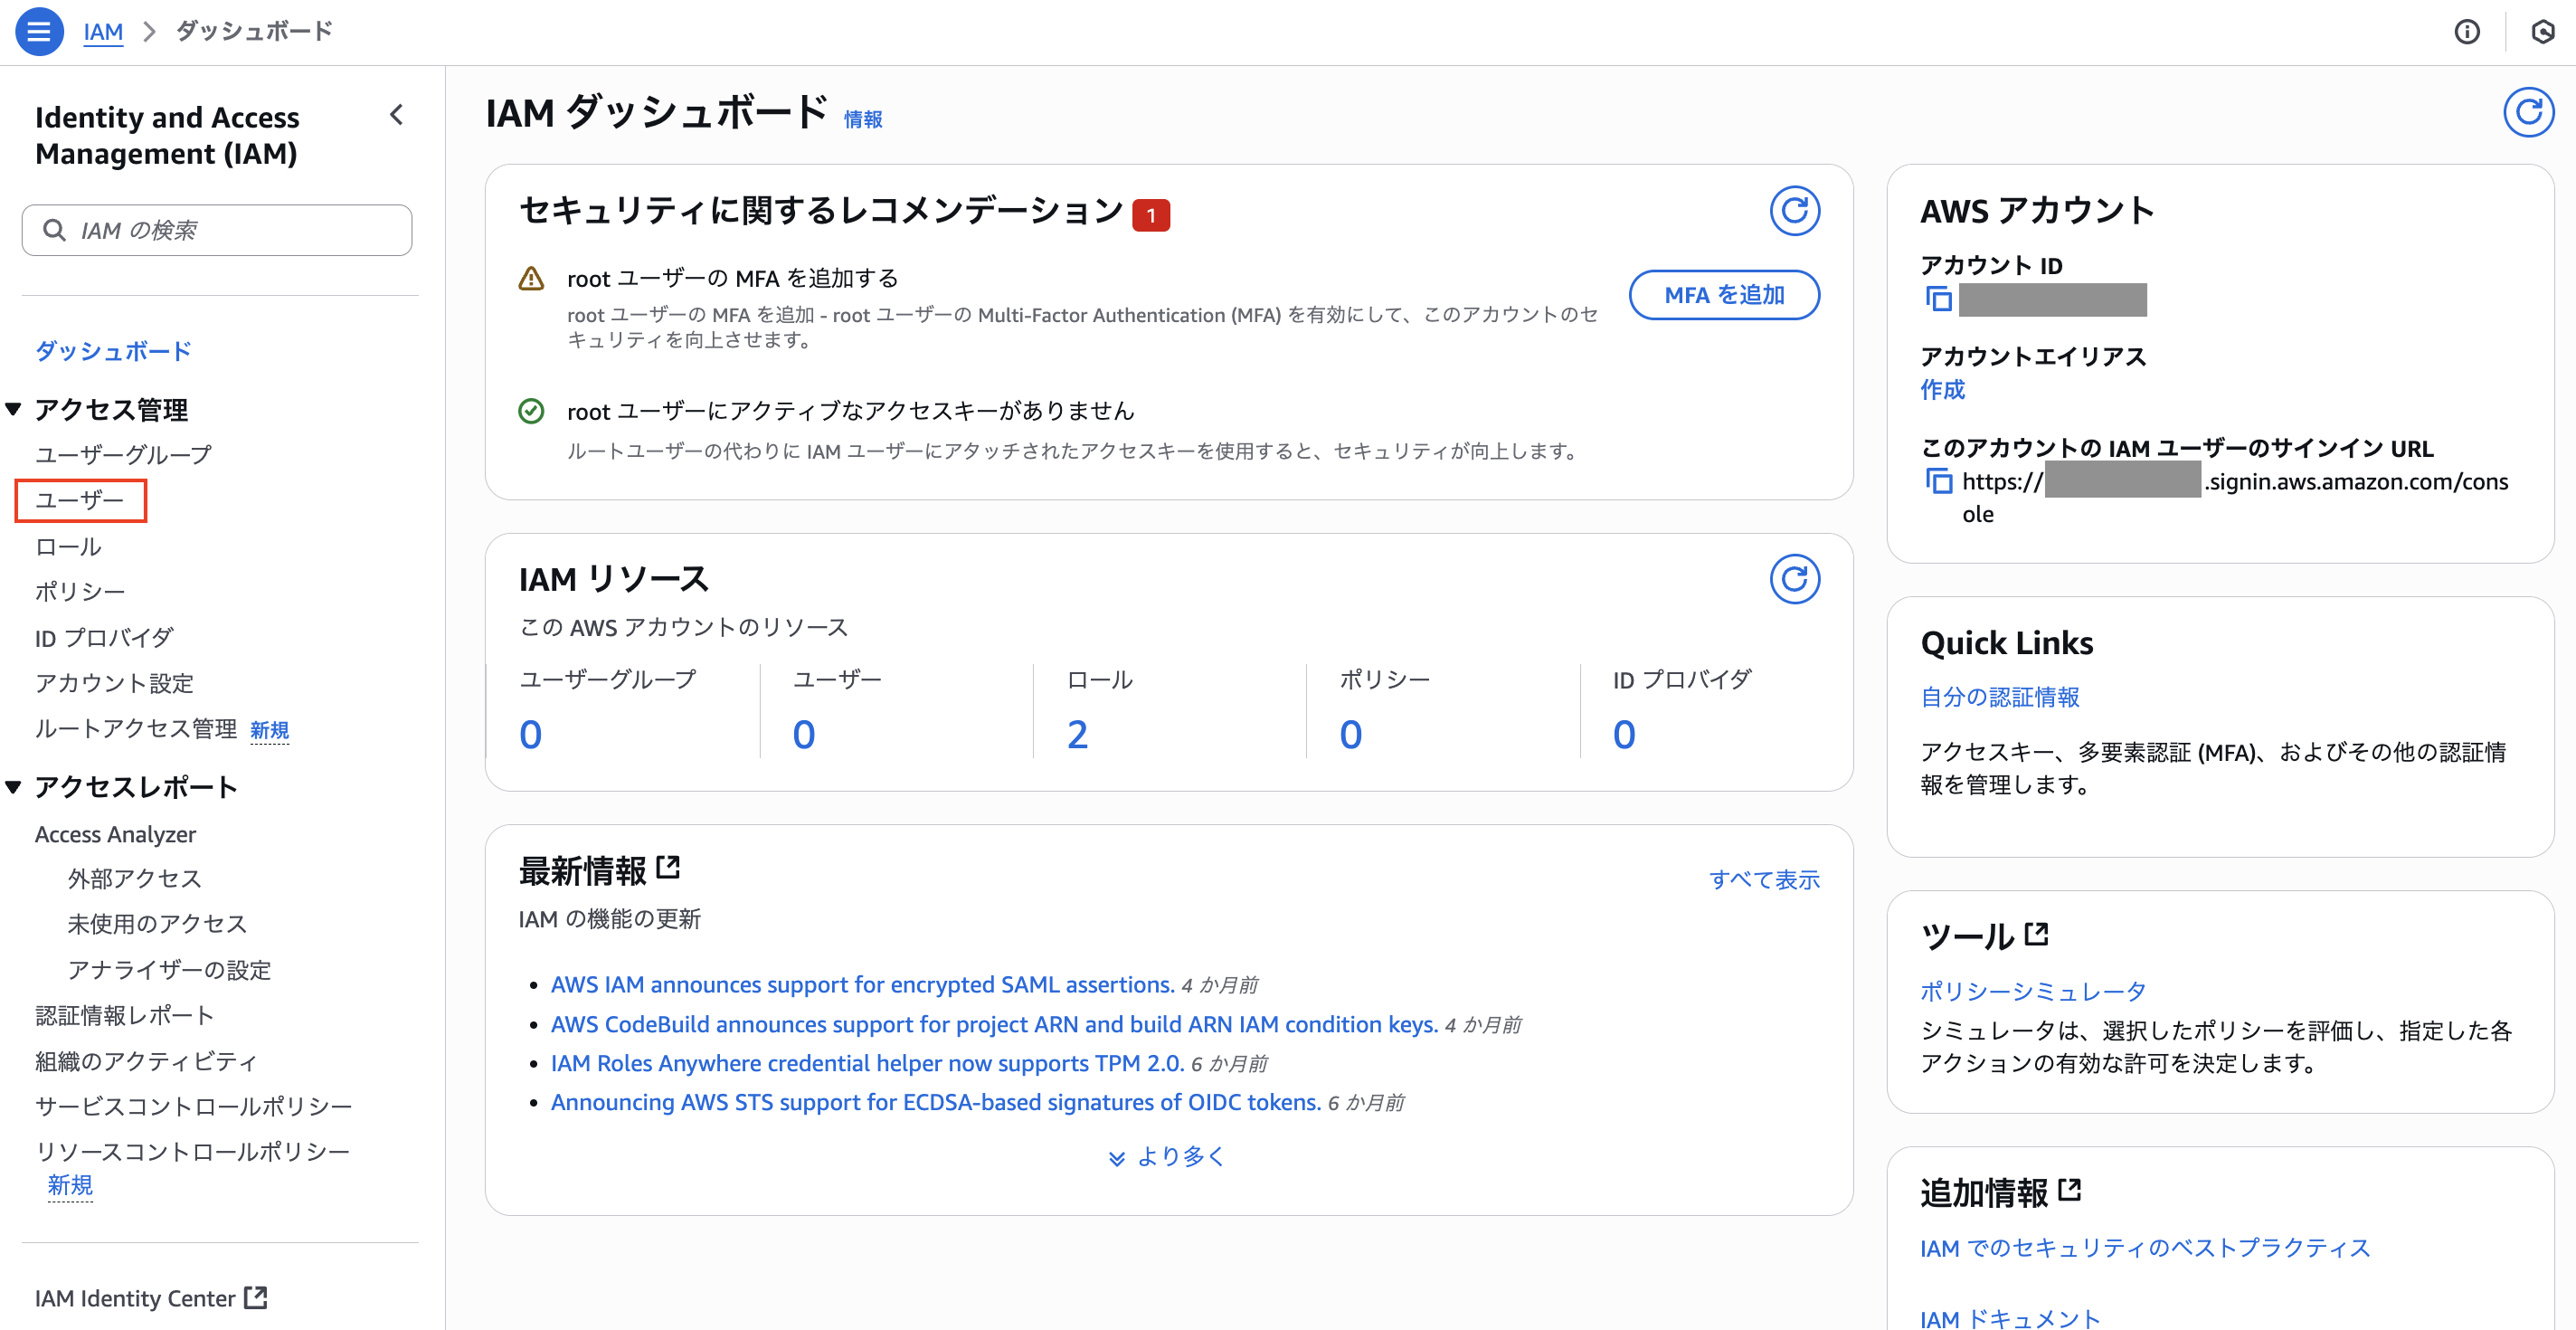 IAM > ダッシュボード
Identity and Access
Management (IAM)
IAM の検索
ダッシュボード
アクセス管理
ユーザーグループ
ユーザー
ロール
ポリシー
ID プロバイダ
アカウント設定
ルートアクセス管理 新規
アクセスレポート
Access Analyzer
外部アクセス
未使用のアクセス
アナライザーの設定
認証情報レポート
組織のアクティビティ
サービスコントロールポリシー
リソースコントロールポリシー
新規
IAM Identity Center
IAM ダッシュボード 情報
セキュリティに関するレコメンデーション 1
root ユーザーの MFA を追加する
root ユーザーの MFA を追加 - root ユーザーの Multi-Factor Authentication (MFA) を有効にして、このアカウントのセ
キュリティを向上させます。
MFA を追加
root ユーザーにアクティブなアクセスキーがありません
ルートユーザーの代わりに IAM ユーザーにアタッチされたアクセスキーを使用すると、セキュリティが向上します。
IAM リソース
この AWS アカウントのリソース
ユーザーグループ
0
ユーザー
0
ロール
2
ポリシー
0
ID プロバイダ
0
最新情報
すべて表示
IAM の機能の更新
AWS IAM announces support for encrypted SAML assertions. 4 か月前
AWS CodeBuild announces support for project ARN and build ARN IAM condition keys. 4 か月前
IAM Roles Anywhere credential helper now supports TPM 2.0. 6 か月前
Announcing AWS STS support for ECDSA-based signatures of OIDC tokens. 6 か月前
より多く
AWS アカウント
アカウント ID
アカウントエイリアス
作成
このアカウントの IAM ユーザーのサインイン URL
https:// .signin.aws.amazon.com/cons
ole
Quick Links
自分の認証情報
アクセスキー、多要素認証 (MFA)、およびその他の認証情
報を管理します。
ツール
ポリシーシミュレータ
シミュレータは、選択したポリシーを評価し、指定した各
アクションの有効な許可を決定します。
追加情報
IAM でのセキュリティのベストプラクティス
IAM ドキュメント